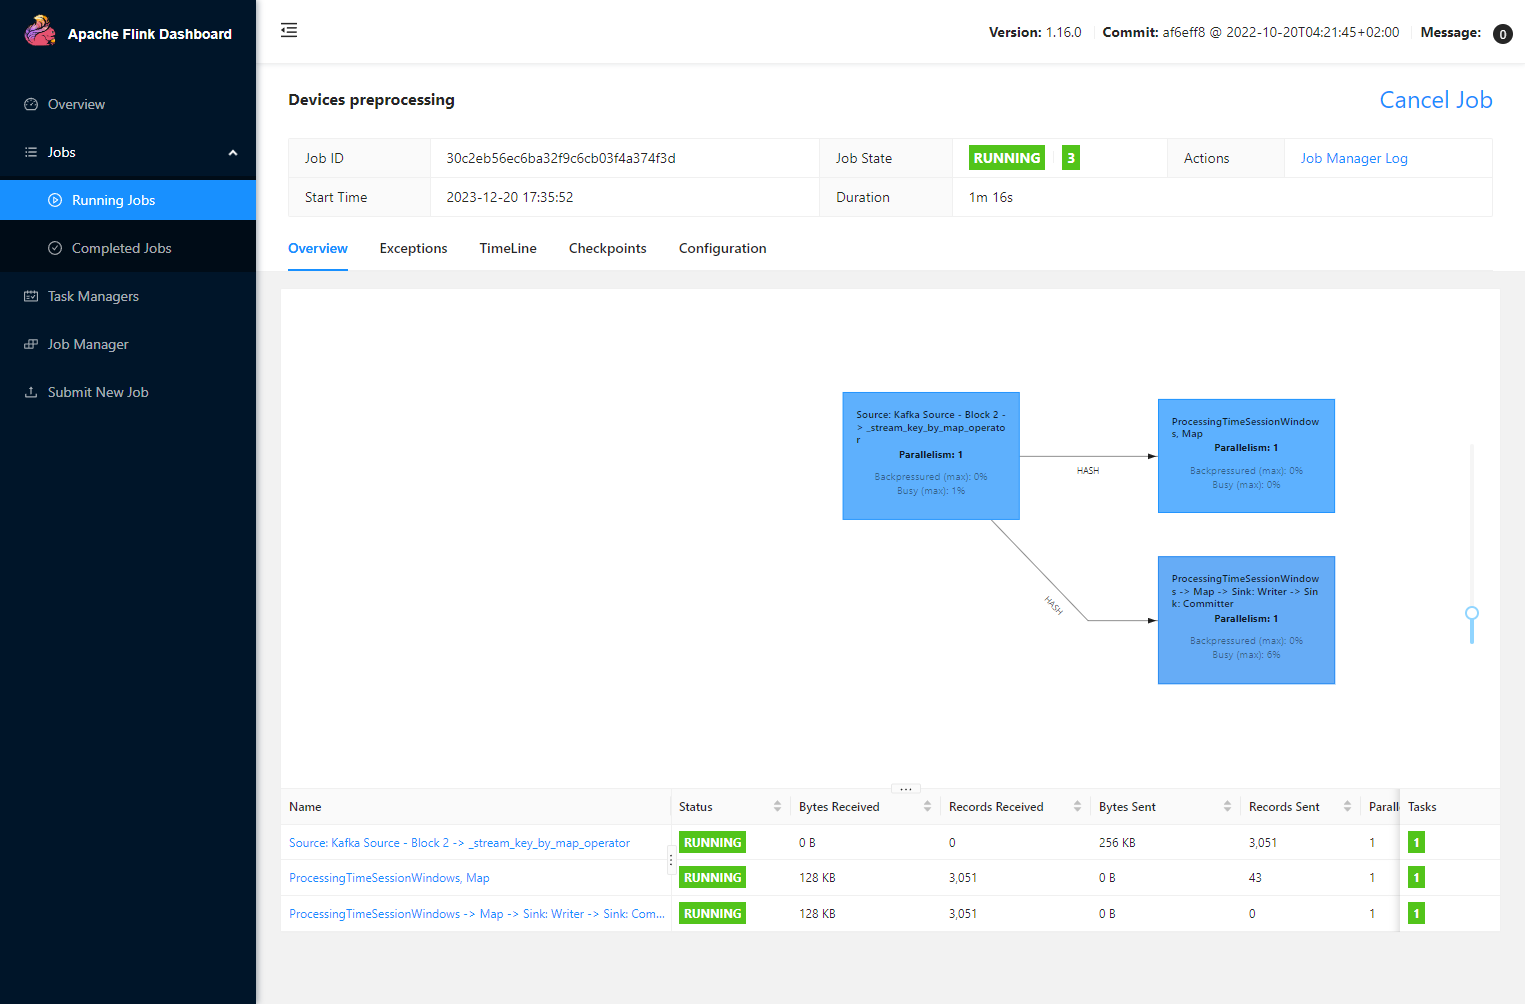 Apache Flink Dashboard
Version: 1.16.0 Commit: af6eff8 @ 2022-10-20T04:21:45+02:00 Message: 0
Overview
Jobs
Running Jobs
Completed Jobs
Task Managers
Job Manager
Submit New Job
Devices preprocessing
Cancel Job
Job ID 30c2eb56ec6ba32f9c6cb03f4a374f3d Job State RUNNING 3 Actions Job Manager Log
Start Time 2023-12-20 17:35:52 Duration 1m 16s
Overview Exceptions TimeLine Checkpoints Configuration
Source: Kafka Source - Block 2 -
> _stream_key_by_map_operato
r
Parallelism: 1
Backpressured (max): 0%
Busy (max): 1%
HASH
ProcessingTimeSessionWindow
s, Map
Parallelism: 1
Backpressured (max): 0%
Busy (max): 0%
HASH
ProcessingTimeSessionWindow
s -> Map -> Sink: Writer -> Sin
k: Committer
Parallelism: 1
Backpressured (max): 0%
Busy (max): 6%
Name Status Bytes Received Records Received Bytes Sent Records Sent Parall Tasks
Source: Kafka Source - Block 2 -> _stream_key_by_map_operator RUNNING 0 B 0 256 KB 3,051 1 1
ProcessingTimeSessionWindows, Map RUNNING 128 KB 3,051 0 B 43 1 1
ProcessingTimeSessionWindows -> Map -> Sink: Writer -> Sink: Com... RUNNING 128 KB 3,051 0 B 0 1 1